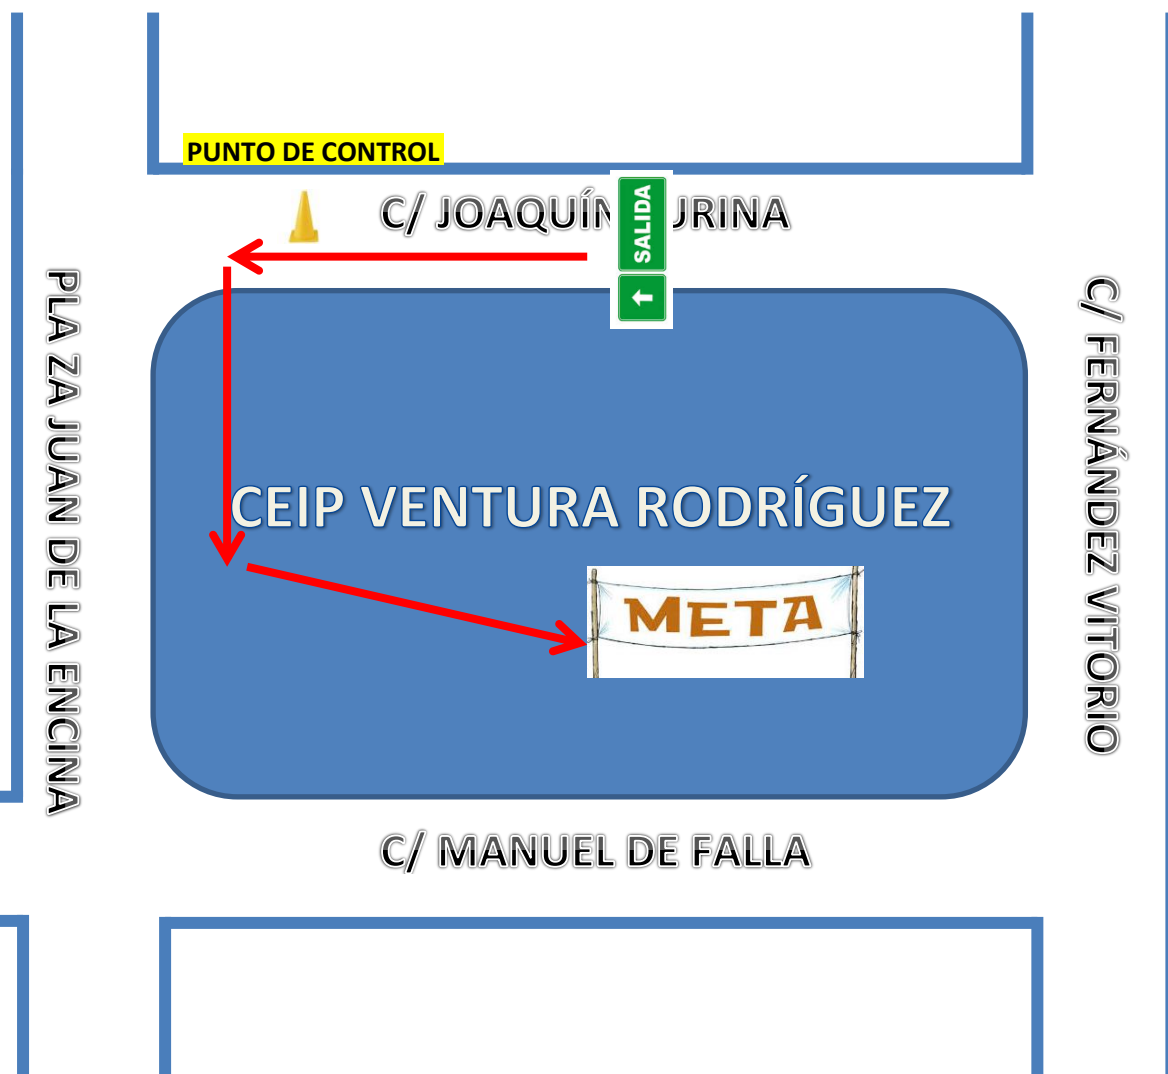 PUNTO DE CONTROL
C/ JOAQUÍN URINA
SALIDA
PLA ZA JUAN DE LA ENCINA
C/ FERNÁNDEZ VITORIO
CEIP VENTURA RODRÍGUEZ
META
C/ MANUEL DE FALLA